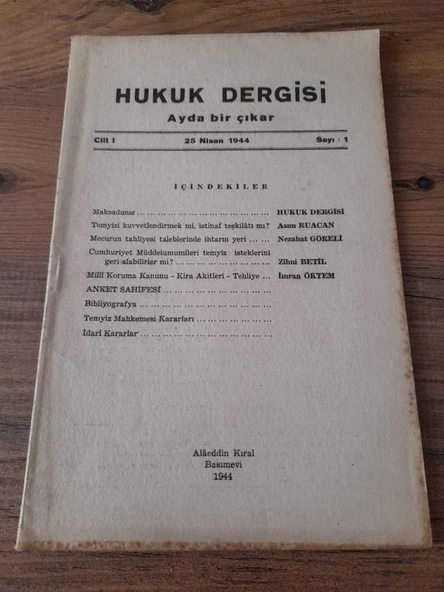 HUKUK DERGİSİ
Ayda bir çıkar
Cilt I 25 Nisan 1944 Sayı : 1
İÇİNDEKİLER
Maksadımız ... ... ... ... ... ... ... ... ... ... ... ... HUKUK DERGİSİ
Temyizi kuvvetlendirmek mi, istinaf teşkilâtı mı? Asım RUACAN
Mecurun tahliyesi taleblerinde ihtarın yeri ... ... Nezahat GÖRELİ
Cumhuriyet Müddeiumumileri temyiz isteklerini
geri alabilirler mi? ... ... ... ... ... ... ... ... ... Zihni BETİL
Millî Koruma Kanunu - Kira Akitleri - Tehliye ... İmran ÖKTEM
ANKET SAHİFESİ ... ... ... ... ... ... ... ... ... ...
Bibliyografya ... ... ... ... ... ... ... ... ... ... ... ...
Temyiz Mahkemesi Kararları ... ... ... ... ... ... ...
İdarî Kararlar ... ... ... ... ... ... ... ... ... ... ... ...
Alâeddin Kıral
Basımevi
1944